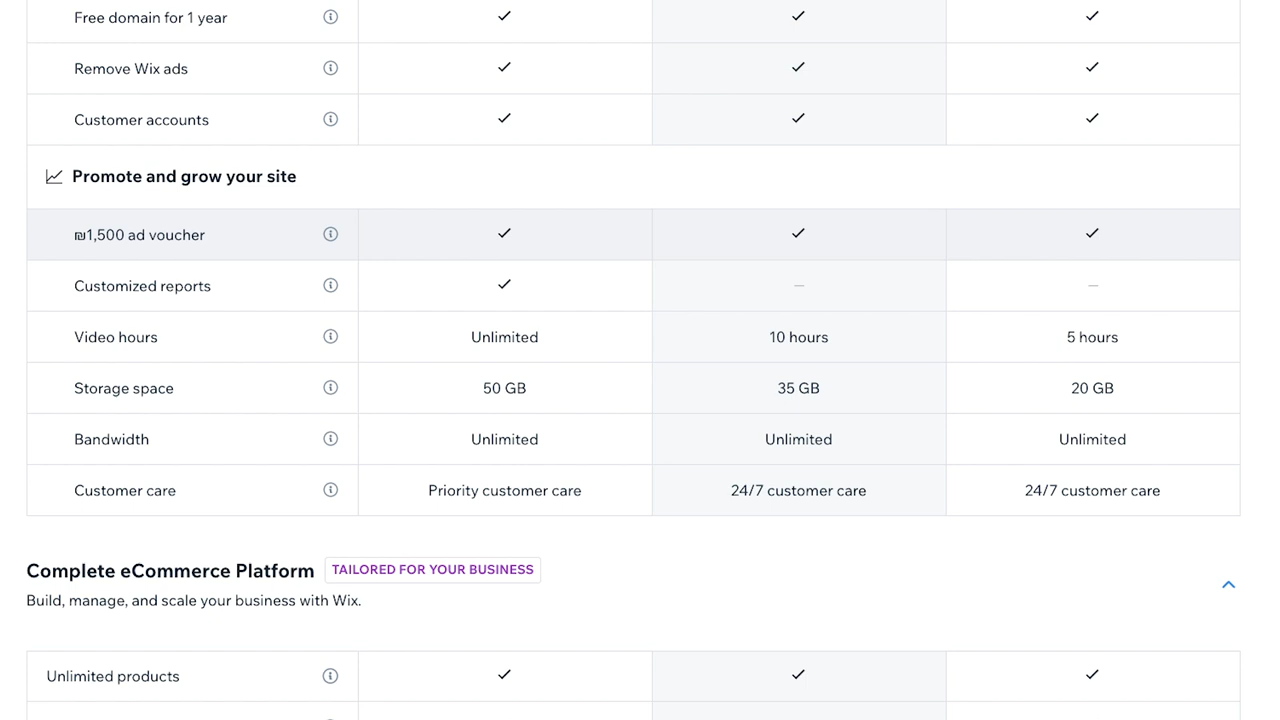 Free domain for 1 year
Remove Wix ads
Customer accounts
Promote and grow your site
₪1,500 ad voucher
Customized reports – –
Video hours Unlimited 10 hours 5 hours
Storage space 50 GB 35 GB 20 GB
Bandwidth Unlimited Unlimited Unlimited
Customer care Priority customer care 24/7 customer care 24/7 customer care
Complete eCommerce Platform TAILORED FOR YOUR BUSINESS
Build, manage, and scale your business with Wix.
Unlimited products